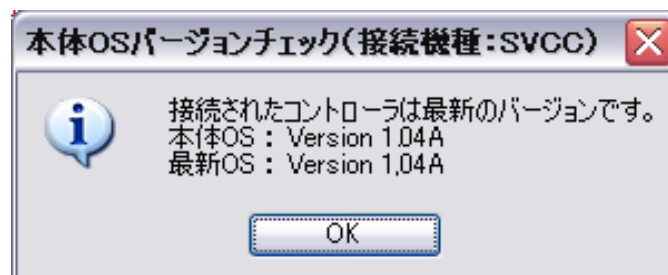 本体OSバージョンチェック(接続機種:SVCC)
接続されたコントローラは最新のバージョンです。
本体OS : Version 1.04A
最新OS : Version 1,04A
OK